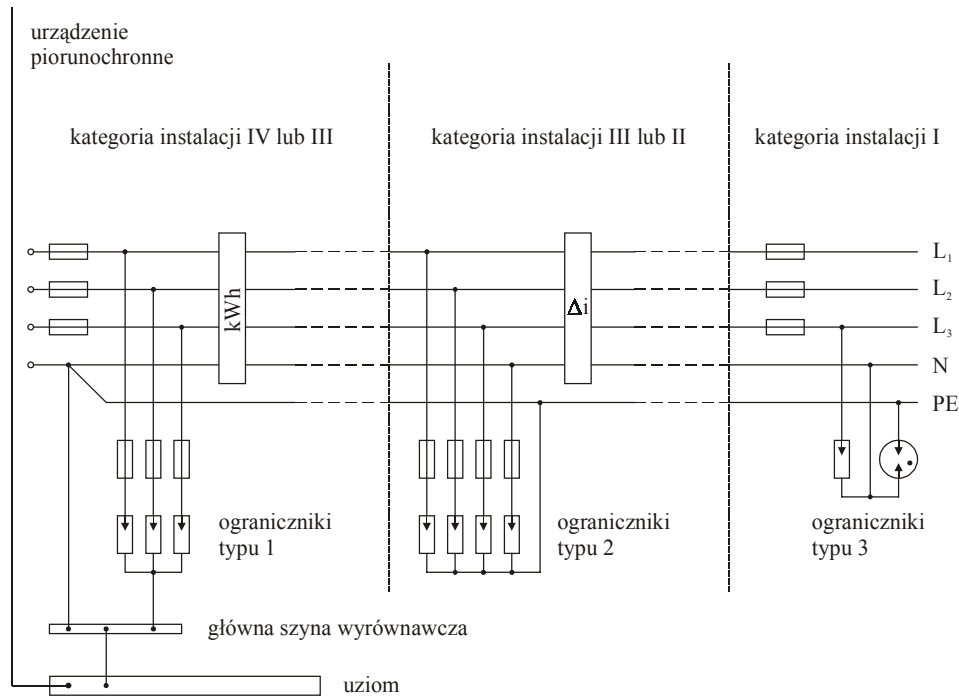 urządzenie
piorunochronne
kategoria instalacji IV lub III
kategoria instalacji III lub II
kategoria instalacji I
L₁
L₂
L₃
N
PE
kWh
Δi
ograniczniki
typu 1
ograniczniki
typu 2
ograniczniki
typu 3
główna szyna wyrównawcza
uziom